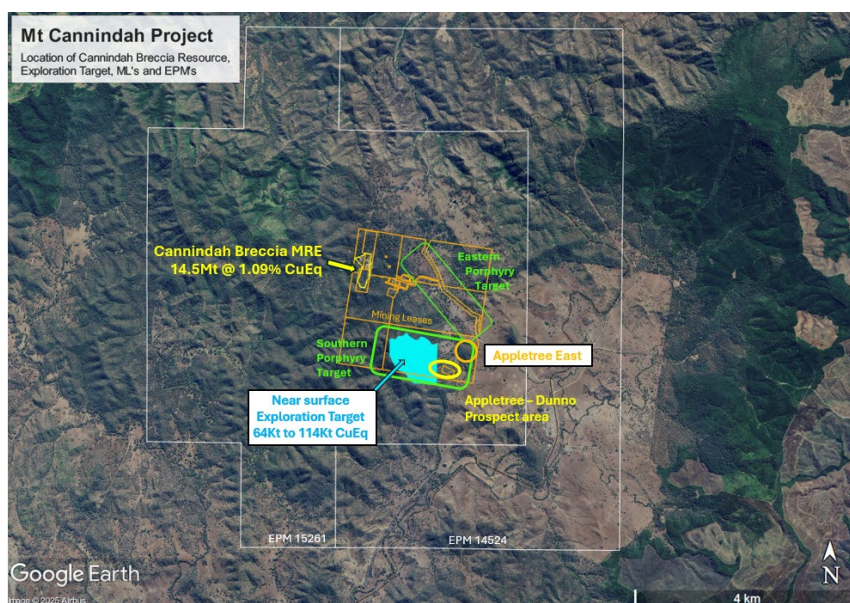 Mt Cannindah Project
Location of Cannindah Breccia Resource,
Exploration Target, ML's and EPM's
Cannindah Breccia MRE
14.5Mt @ 1.09% CuEq
Eastern
Porphyry
Target
Mining Leases
Southern
Porphyry
Target
Appletree East
Near surface
Exploration Target
64Kt to 114Kt CuEq
Appletree – Dunno
Prospect area
EPM 15261
EPM 14524
N
Google Earth
Image © 2025 Airbus
4 km